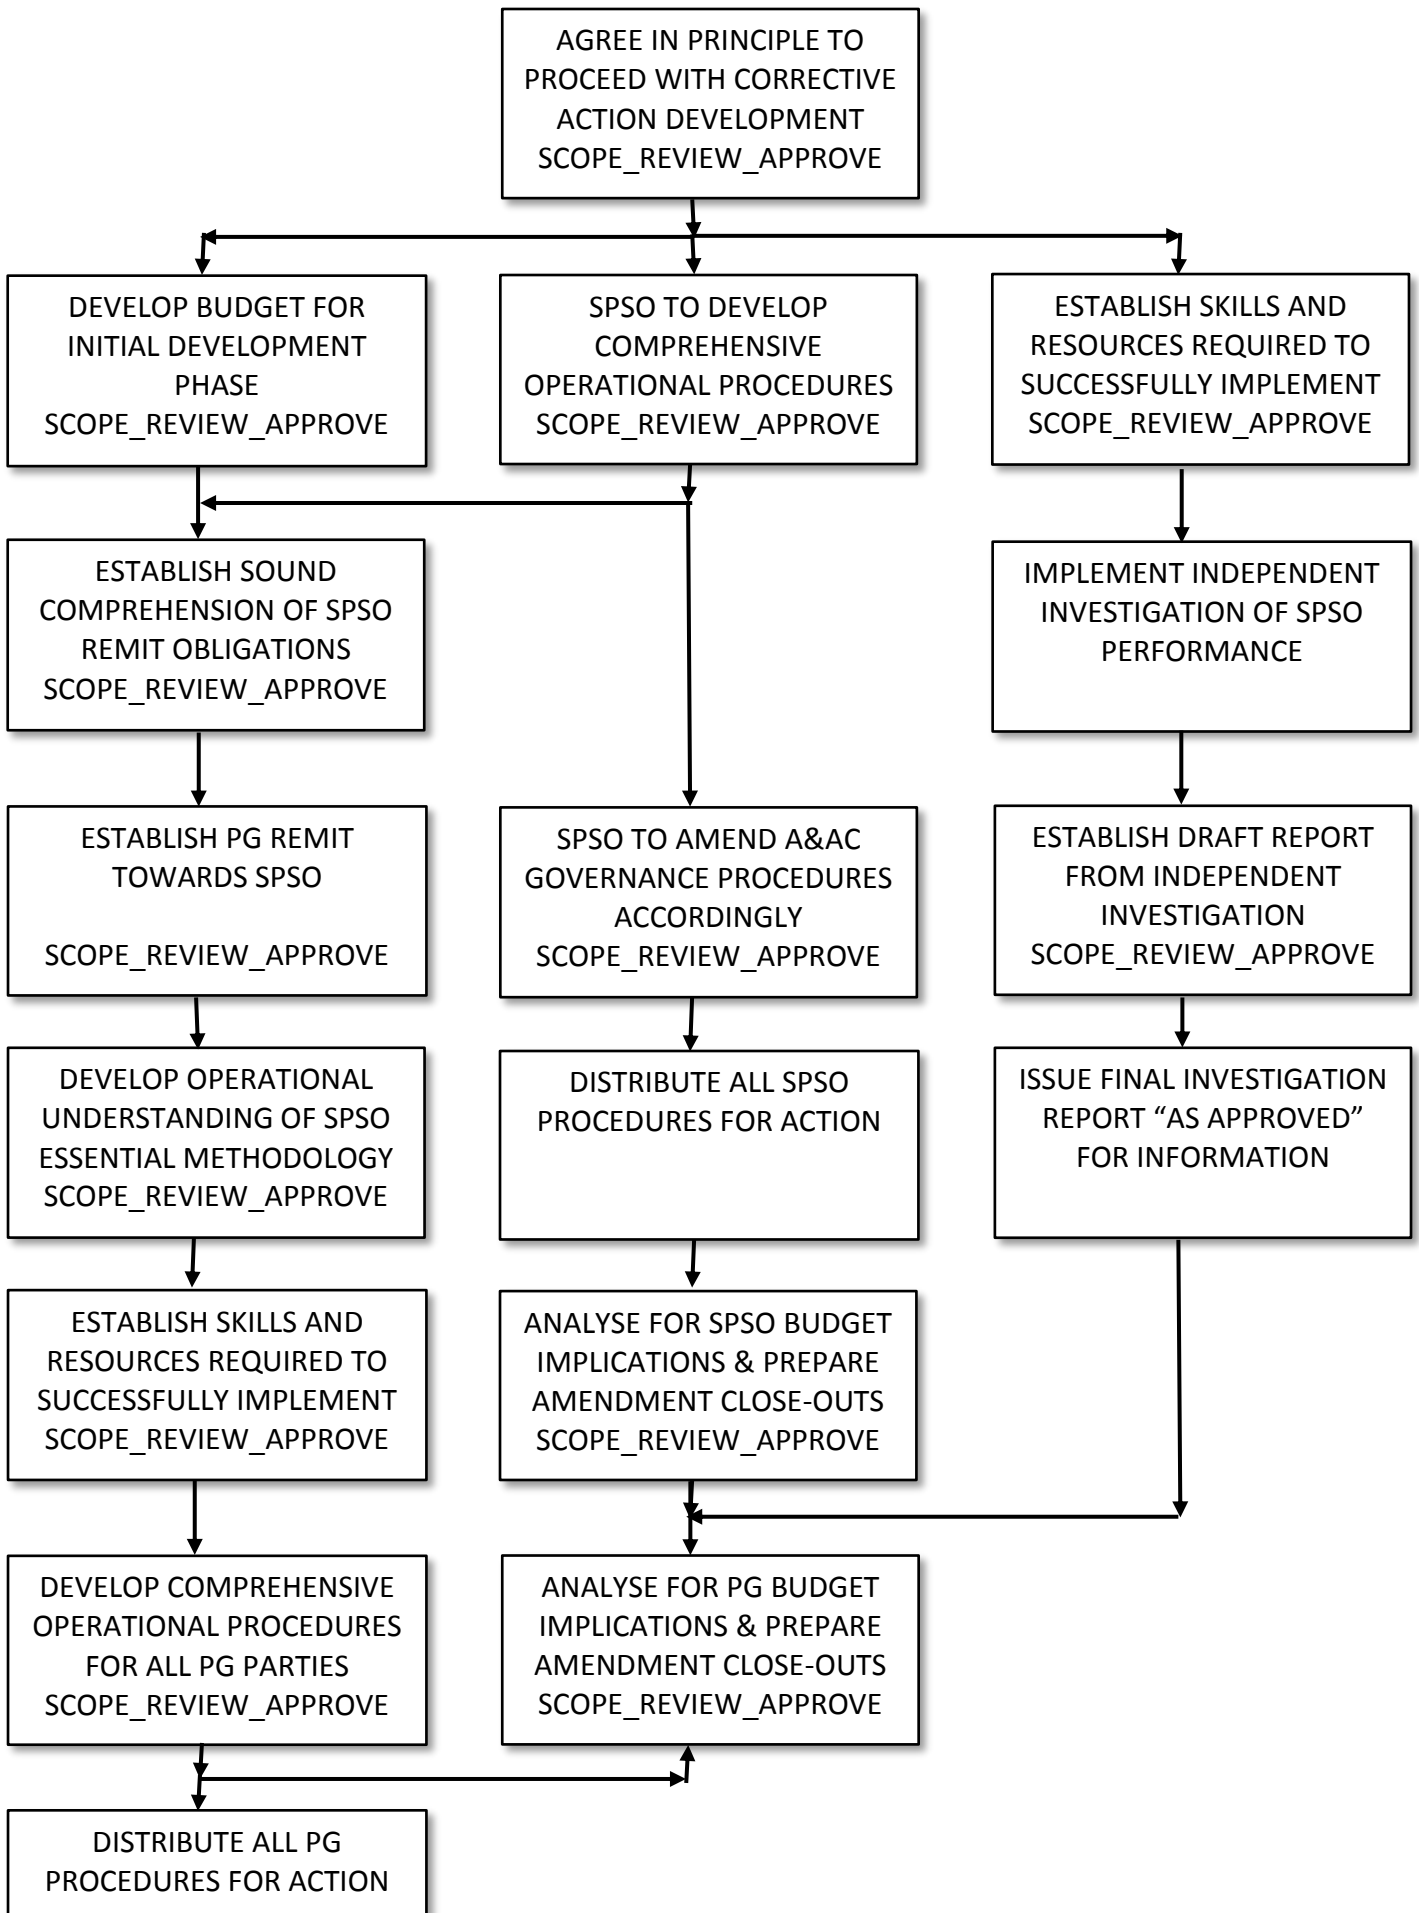 AGREE IN PRINCIPLE TO
PROCEED WITH CORRECTIVE
ACTION DEVELOPMENT
SCOPE_REVIEW_APPROVE
DEVELOP BUDGET FOR
INITIAL DEVELOPMENT
PHASE
SCOPE_REVIEW_APPROVE
SPSO TO DEVELOP
COMPREHENSIVE
OPERATIONAL PROCEDURES
SCOPE_REVIEW_APPROVE
ESTABLISH SKILLS AND
RESOURCES REQUIRED TO
SUCCESSFULLY IMPLEMENT
SCOPE_REVIEW_APPROVE
ESTABLISH SOUND
COMPREHENSION OF SPSO
REMIT OBLIGATIONS
SCOPE_REVIEW_APPROVE
IMPLEMENT INDEPENDENT
INVESTIGATION OF SPSO
PERFORMANCE
ESTABLISH PG REMIT
TOWARDS SPSO
SCOPE_REVIEW_APPROVE
SPSO TO AMEND A&AC
GOVERNANCE PROCEDURES
ACCORDINGLY
SCOPE_REVIEW_APPROVE
ESTABLISH DRAFT REPORT
FROM INDEPENDENT
INVESTIGATION
SCOPE_REVIEW_APPROVE
DEVELOP OPERATIONAL
UNDERSTANDING OF SPSO
ESSENTIAL METHODOLOGY
SCOPE_REVIEW_APPROVE
DISTRIBUTE ALL SPSO
PROCEDURES FOR ACTION
ISSUE FINAL INVESTIGATION
REPORT “AS APPROVED”
FOR INFORMATION
ESTABLISH SKILLS AND
RESOURCES REQUIRED TO
SUCCESSFULLY IMPLEMENT
SCOPE_REVIEW_APPROVE
ANALYSE FOR SPSO BUDGET
IMPLICATIONS & PREPARE
AMENDMENT CLOSE-OUTS
SCOPE_REVIEW_APPROVE
DEVELOP COMPREHENSIVE
OPERATIONAL PROCEDURES
FOR ALL PG PARTIES
SCOPE_REVIEW_APPROVE
ANALYSE FOR PG BUDGET
IMPLICATIONS & PREPARE
AMENDMENT CLOSE-OUTS
SCOPE_REVIEW_APPROVE
DISTRIBUTE ALL PG
PROCEDURES FOR ACTION